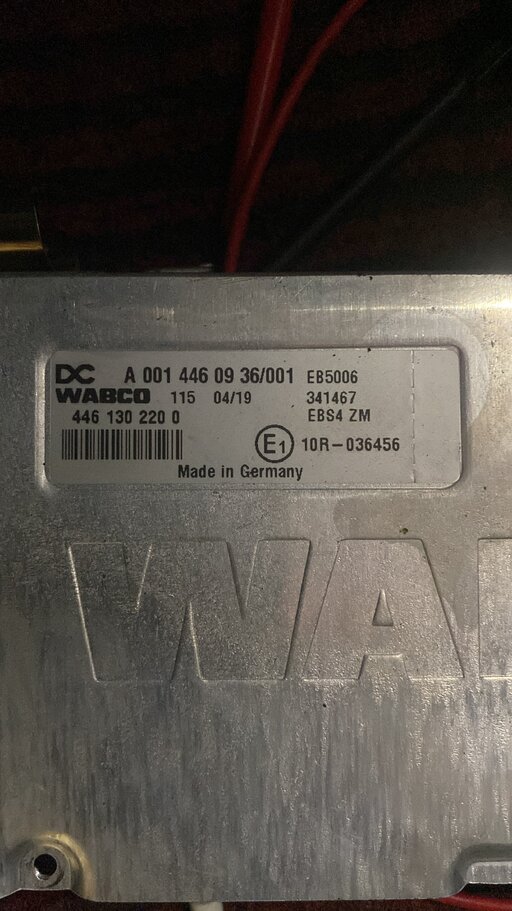 DC A 001 446 09 36/001 EB5006
WABCO 115 04/19 341467
446 130 220 0 EBS4 ZM
E1 10R-036456
Made in Germany